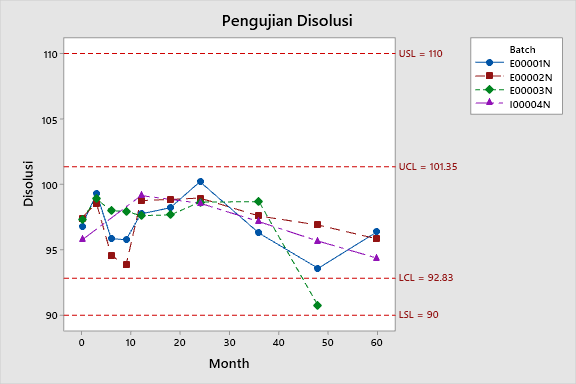 Pengujian Disolusi
110
105
100
95
90
Disolusi
0
10
20
30
40
50
60
Month
USL = 110
UCL = 101.35
LCL = 92.83
LSL = 90
Batch
E00001N
E00002N
E00003N
I00004N